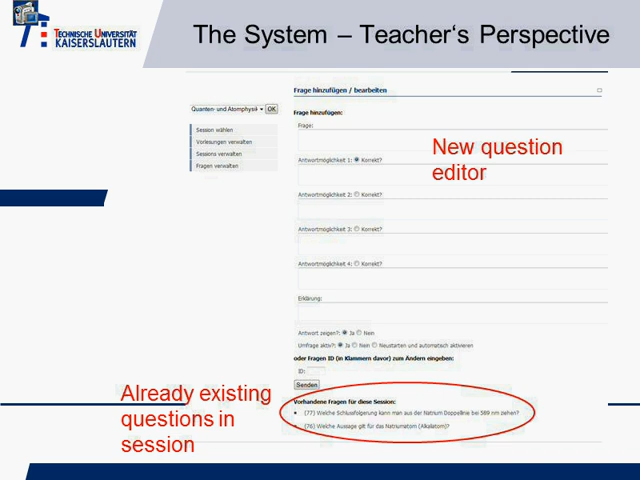 TECHNISCHE UNIVERSITÄT
KAISERSLAUTERN
The System – Teacher‘s Perspective
Frage hinzufügen / bearbeiten
Quanten- und Atomphysik
OK
Session wählen
Vorlesungen verwalten
Sessions verwalten
Fragen verwalten
Frage hinzufügen:
Frage:
New question
editor
Antwortmöglichkeit 1: Korrekt?
Antwortmöglichkeit 2: Korrekt?
Antwortmöglichkeit 3: Korrekt?
Antwortmöglichkeit 4: Korrekt?
Erklärung:
Antwort zeigen?: Ja Nein
Umfrage aktiv?: Ja Nein Neustarten und automatisch aktivieren
oder Fragen ID (in Klammern davor) zum Ändern eingeben:
ID:
Senden
Already existing
questions in
session
Vorhandene Fragen für diese Session:
(77) Welche Schlussfolgerung kann man aus der Natrium Doppellinie bei 589 nm ziehen?
(76) Welche Aussage gilt für das Natriumatom (Alkaliatom)?